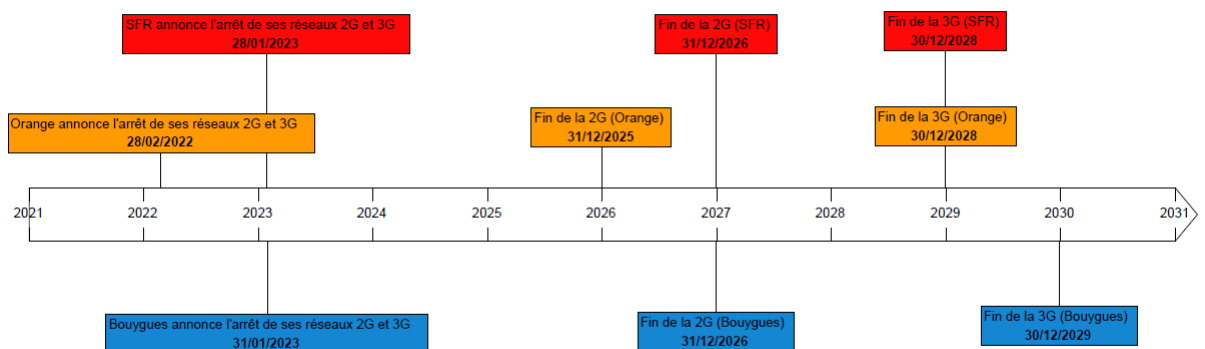 SFR annonce l'arrêt de ses réseaux 2G et 3G
28/01/2023
Fin de la 2G (SFR)
31/12/2026
Fin de la 3G (SFR)
30/12/2028
Orange annonce l'arrêt de ses réseaux 2G et 3G
28/02/2022
Fin de la 2G (Orange)
31/12/2025
Fin de la 3G (Orange)
30/12/2028
2021 2022 2023 2024 2025 2026 2027 2028 2029 2030 2031
Bouygues annonce l'arrêt de ses réseaux 2G et 3G
31/01/2023
Fin de la 2G (Bouygues)
31/12/2026
Fin de la 3G (Bouygues)
30/12/2029